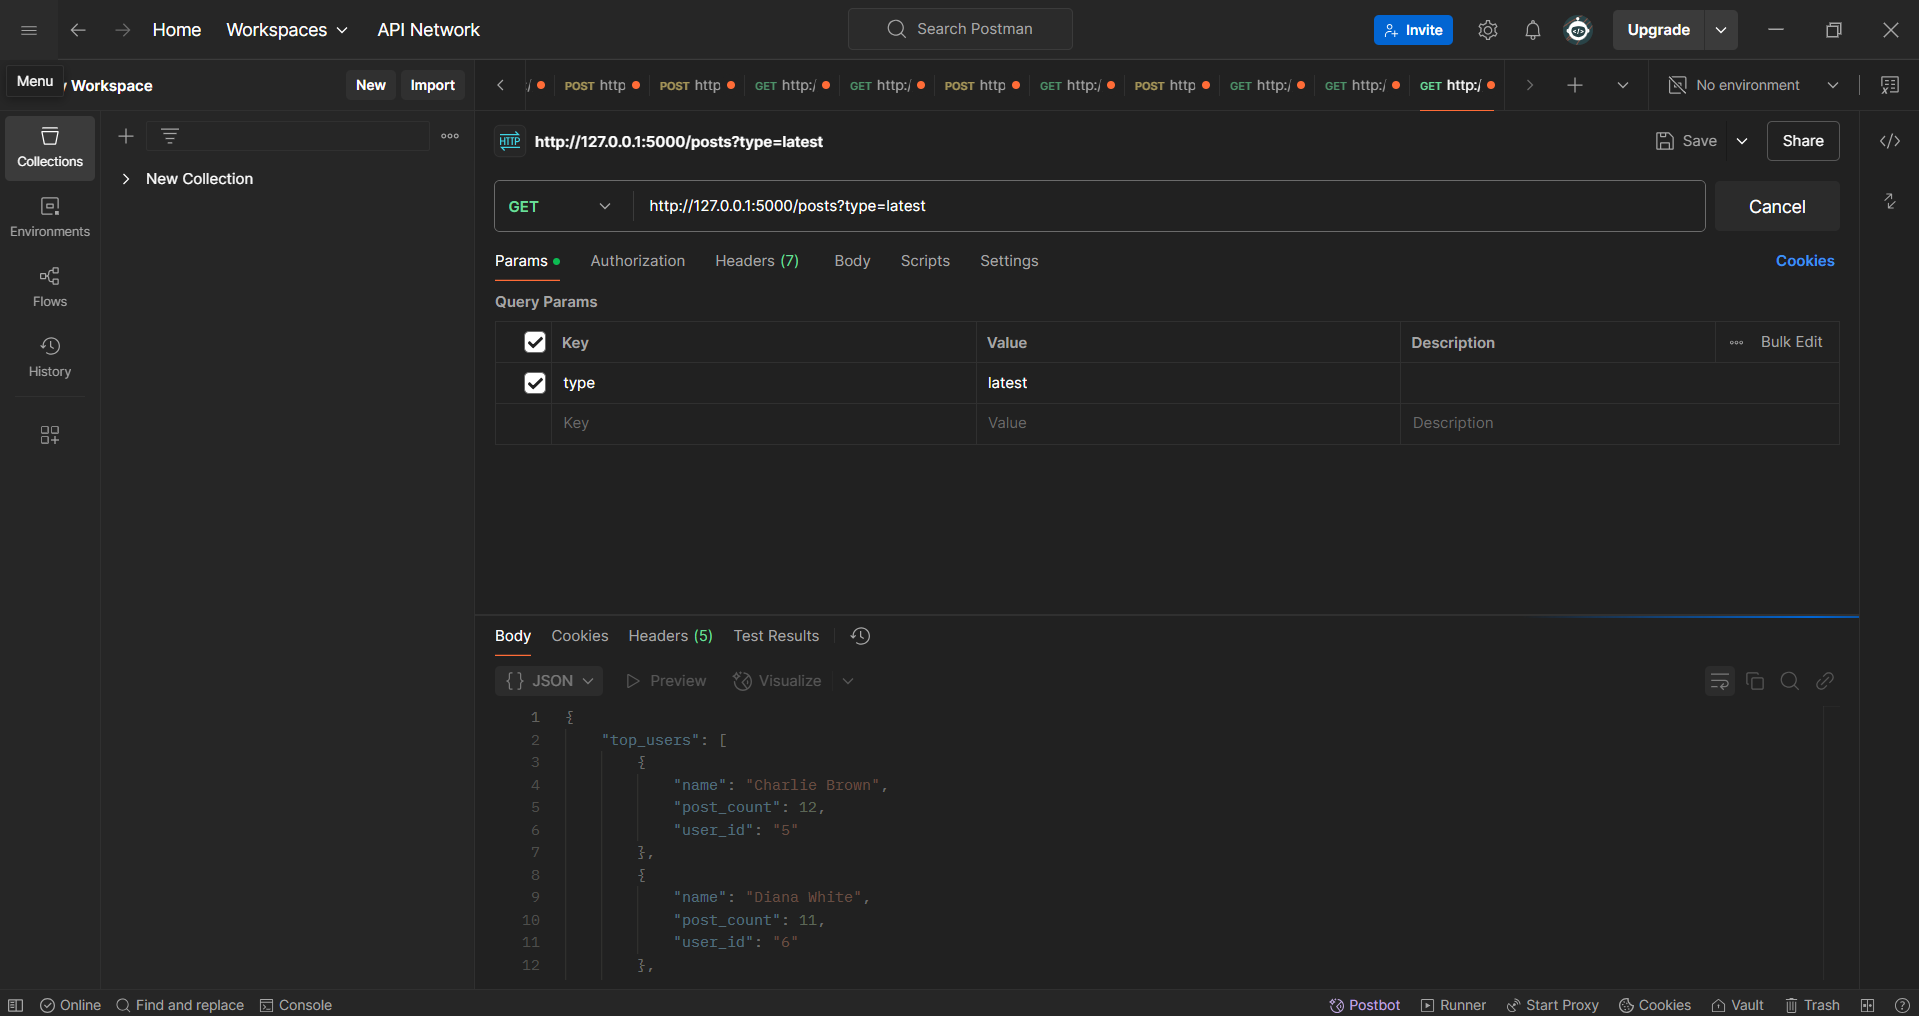 Home Workspaces API Network Search Postman Invite Upgrade
Menu y Workspace New Import / POST http POST http GET http:/ GET http:/ POST http GET http:/ POST http GET http:/ GET http:/ GET http:/ No environment
HTTP http://127.0.0.1:5000/posts?type=latest Save Share </>
Collections
New Collection
GET http://127.0.0.1:5000/posts?type=latest Cancel
Environments
Params Authorization Headers (7) Body Scripts Settings Cookies
Flows
Query Params
Key Value Description Bulk Edit
History
type latest
Key Value Description
Body Cookies Headers (5) Test Results
{} JSON Preview Visualize
1 {
2 "top_users": [
3 {
4 "name": "Charlie Brown",
5 "post_count": 12,
6 "user_id": "5"
7 },
8 {
9 "name": "Diana White",
10 "post_count": 11,
11 "user_id": "6"
12 },
Online Find and replace Console Postbot Runner Start Proxy Cookies Vault Trash